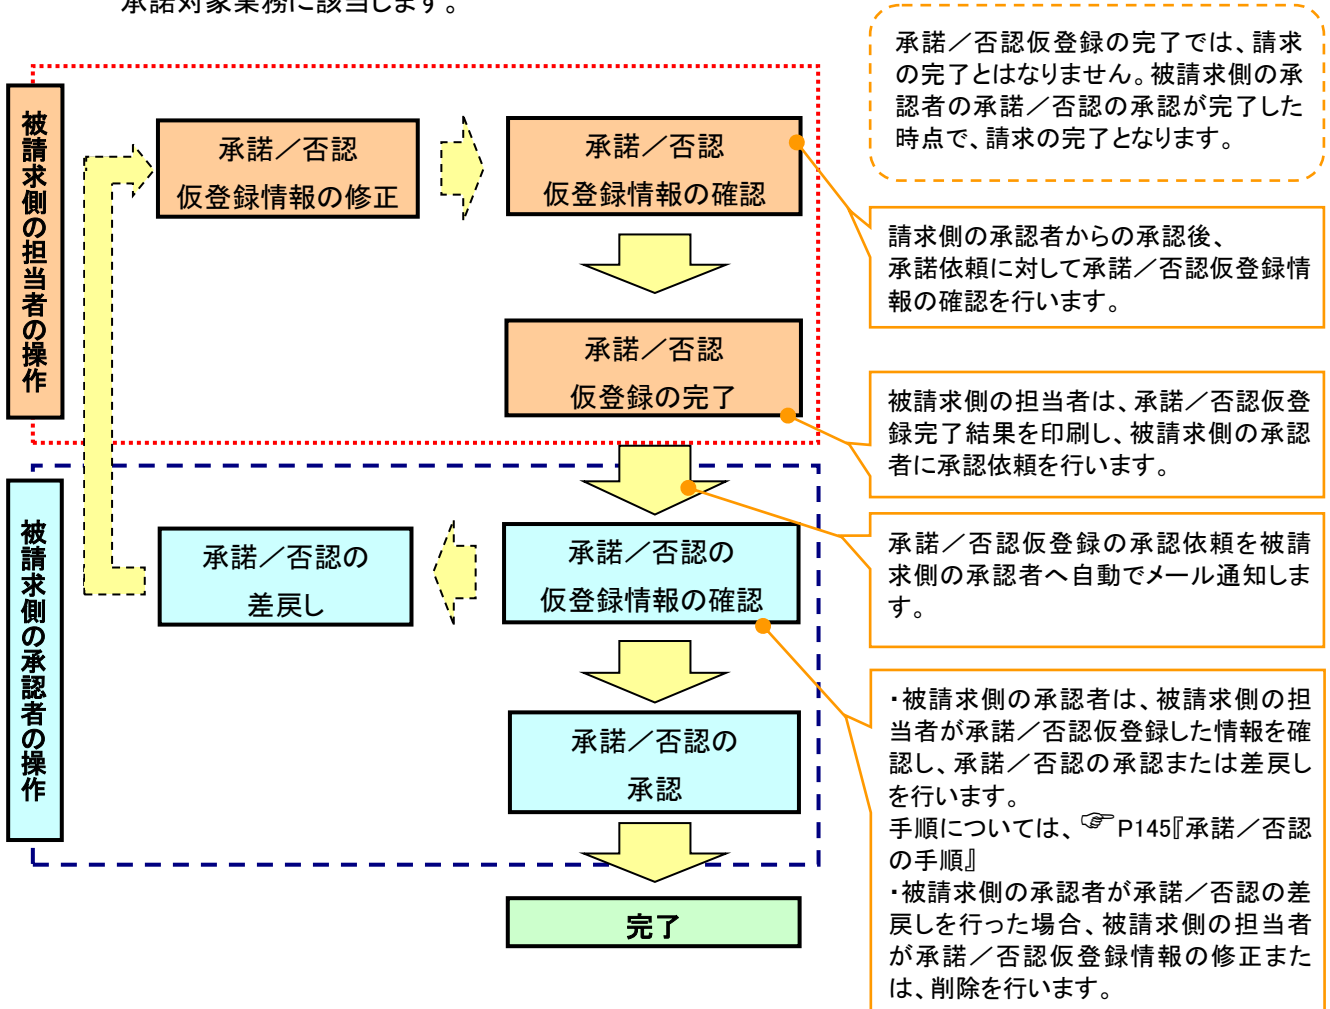 承諾対象業務に該当します。
被請求側の担当者の操作
承諾／否認
仮登録情報の修正
承諾／否認
仮登録情報の確認
承諾／否認
仮登録の完了
被請求側の承認者の操作
承諾／否認の
差戻し
承諾／否認の
仮登録情報の確認
承諾／否認の
承認
完了
承諾／否認仮登録の完了では、請求
の完了とはなりません。被請求側の承
認者の承諾／否認の承認が完了した
時点で、請求の完了となります。
請求側の承認者からの承認後、
承諾依頼に対して承諾／否認仮登録情
報の確認を行います。
被請求側の担当者は、承諾／否認仮登
録完了結果を印刷し、被請求側の承認
者に承認依頼を行います。
承諾／否認仮登録の承認依頼を被請
求側の承認者へ自動でメール通知しま
す。
・被請求側の承認者は、被請求側の担
当者が承諾／否認仮登録した情報を確
認し、承諾／否認の承認または差戻し
を行います。
手順については、☞P145『承諾／否認
の手順』
・被請求側の承認者が承諾／否認の差
戻しを行った場合、被請求側の担当者
が承諾／否認仮登録情報の修正また
は、削除を行います。